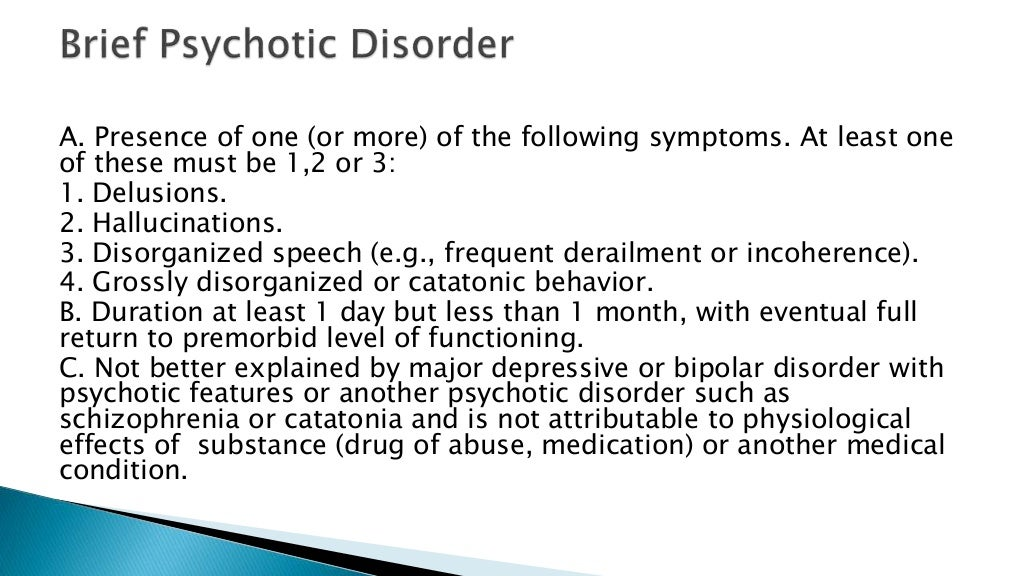 Brief Psychotic Disorder
A. Presence of one (or more) of the following symptoms. At least one
of these must be 1,2 or 3:
1. Delusions.
2. Hallucinations.
3. Disorganized speech (e.g., frequent derailment or incoherence).
4. Grossly disorganized or catatonic behavior.
B. Duration at least 1 day but less than 1 month, with eventual full
return to premorbid level of functioning.
C. Not better explained by major depressive or bipolar disorder with
psychotic features or another psychotic disorder such as
schizophrenia or catatonia and is not attributable to physiological
effects of  substance (drug of abuse, medication) or another medical
condition.